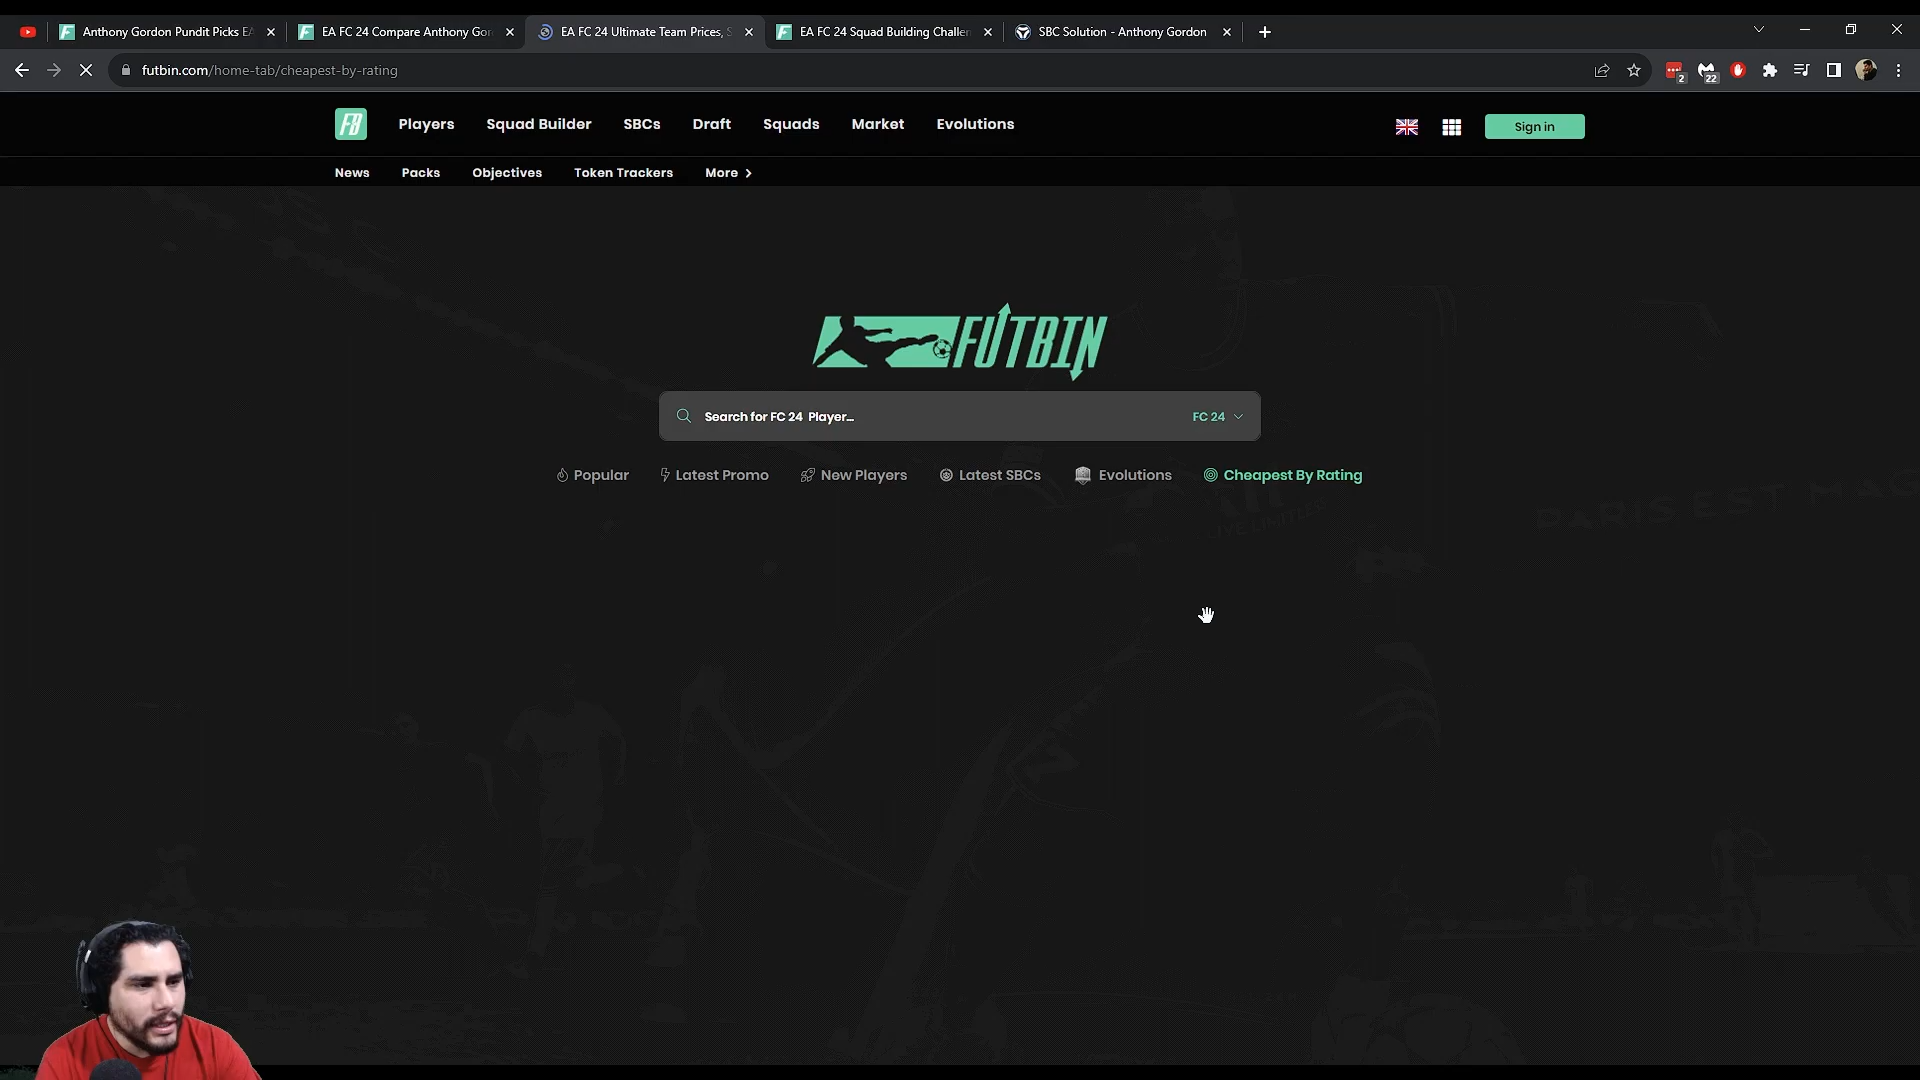 Anthony Gordon Pundit Picks EA
EA FC 24 Compare Anthony Gor
EA FC 24 Ultimate Team Prices, S
EA FC 24 Squad Building Challen
SBC Solution - Anthony Gordon
futbin.com/home-tab/cheapest-by-rating
2
22
FB
Players
Squad Builder
SBCs
Draft
Squads
Market
Evolutions
Sign in
News
Packs
Objectives
Token Trackers
More
FUTBIN
Search for FC 24 Player...
FC 24
Popular
Latest Promo
New Players
Latest SBCs
Evolutions
Cheapest By Rating